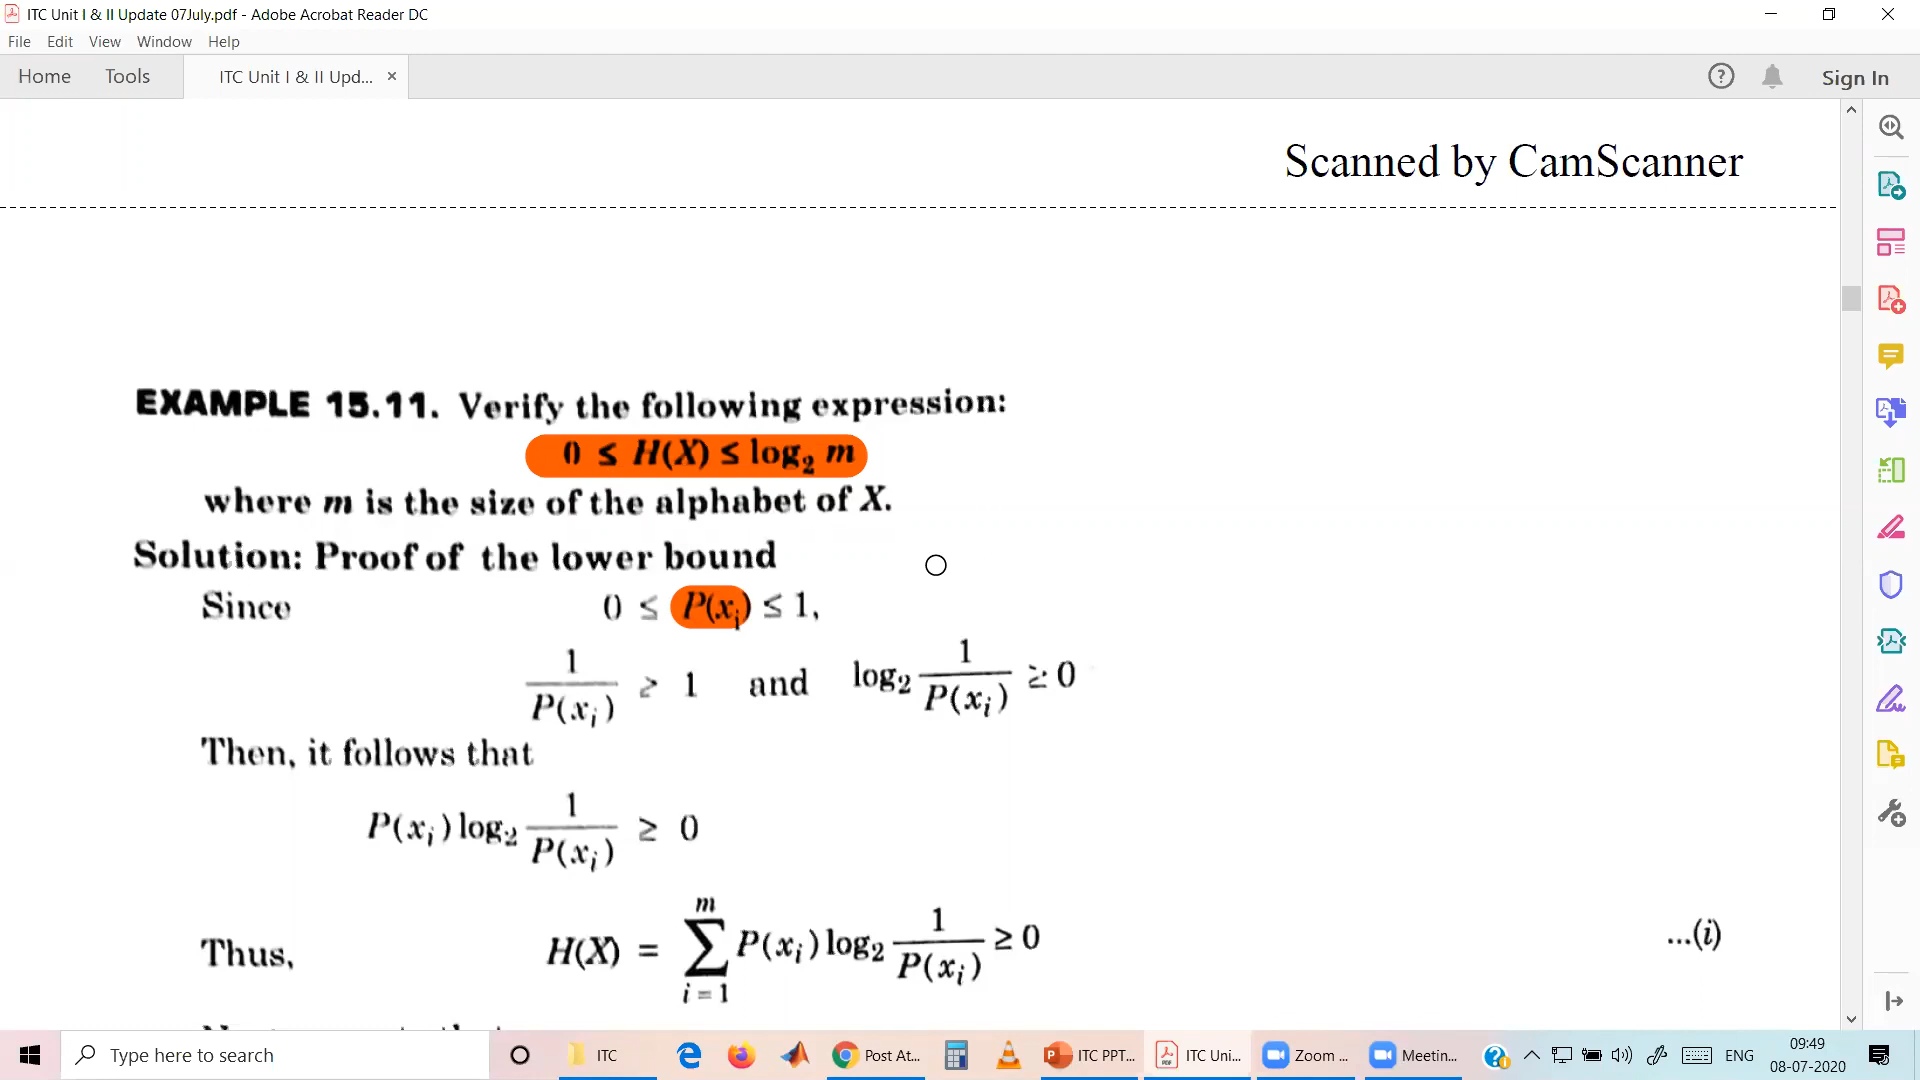 ITC Unit I & II Update 07July.pdf - Adobe Acrobat Reader DC
File Edit View Window Help
Home Tools ITC Unit I & II Upd... × Sign In
Scanned by CamScanner
EXAMPLE 15.11. Verify the following expression:
0 ≤ H(X) ≤ log₂ m
where m is the size of the alphabet of X.
Solution: Proof of the lower bound
Since 0 ≤ P(xᵢ) ≤ 1,
1/P(xᵢ) ≥ 1 and log₂ 1/P(xᵢ) ≥ 0
Then, it follows that
P(xᵢ) log₂ 1/P(xᵢ) ≥ 0
Thus, H(X) = ∑_{i=1}^{m} P(xᵢ) log₂ 1/P(xᵢ) ≥ 0 ...(i)
Type here to search ITC Post At... ITC PPT... ITC Uni... Zoom ... Meetin... ENG 09:49
08-07-2020